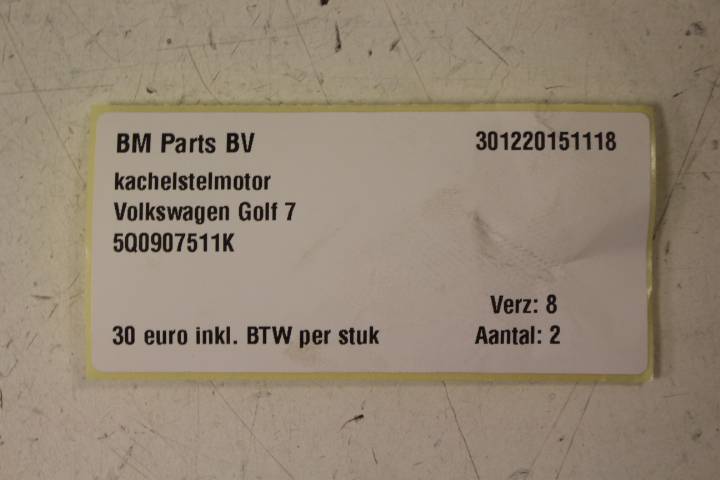 BM Parts BV 301220151118
kachelstelmotor
Volkswagen Golf 7
5Q0907511K
Verz: 8
30 euro inkl. BTW per stuk Aantal: 2